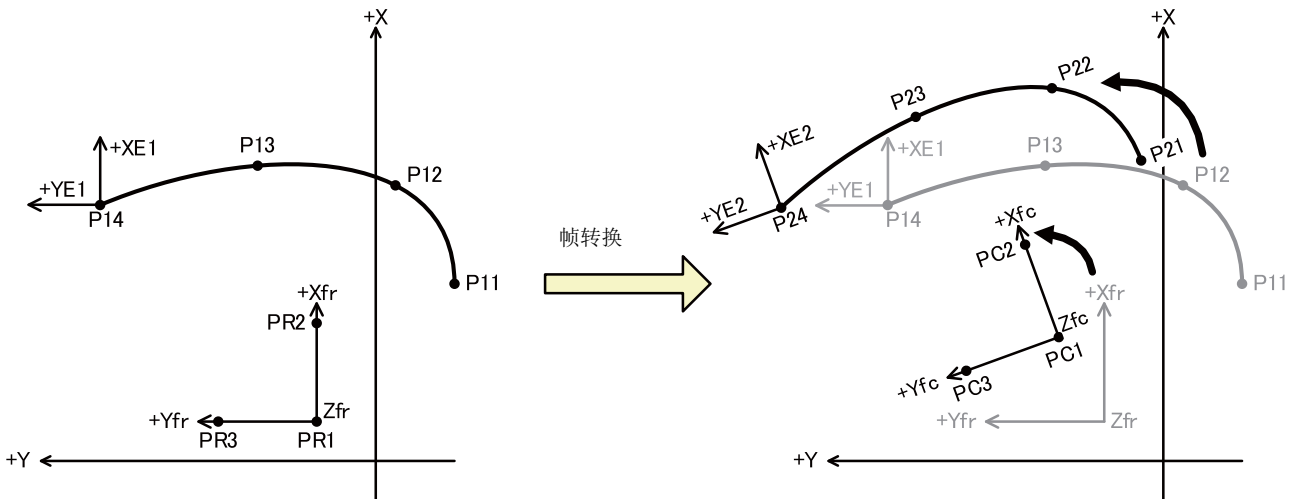 +X
P13
+XE1
P12
+YE1
P14
P11
+Xfr
PR2
Zfr
+Yfr
PR3
PR1
+Y
帧转换
+X
P22
P23
+XE2
P13
+XE1
P21
P12
+YE1
+YE2
P24
P14
+Xfc
PC2
P11
+Xfr
Zfc
PC1
+Yfc
PC3
+Yfr
Zfr
+Y